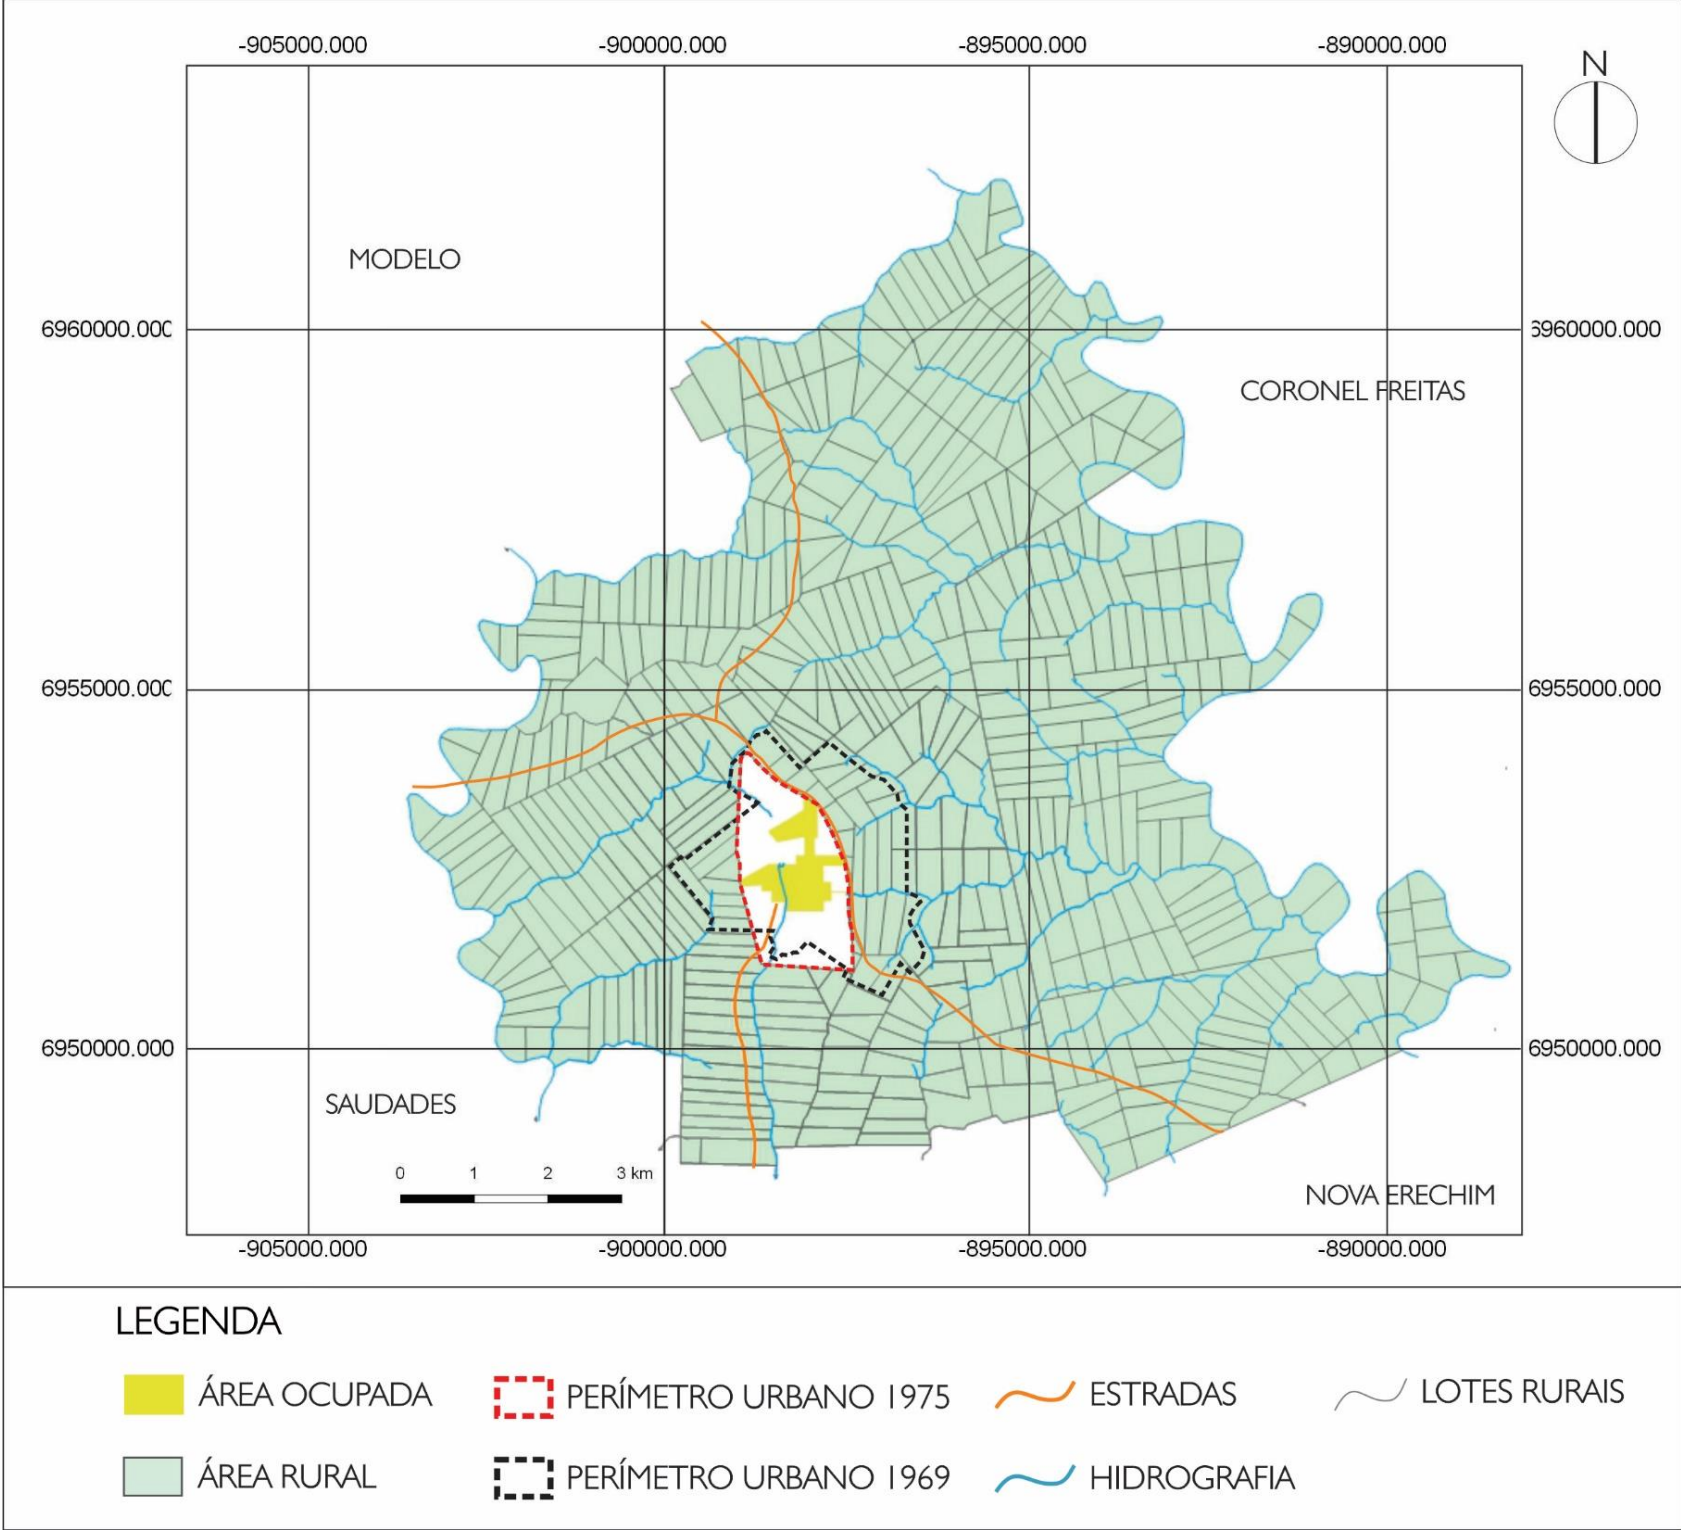 -905000.000 -900000.000 -895000.000 -890000.000
N
MODELO
6960000.000 6960000.000
CORONEL FREITAS
6955000.000 6955000.000
6950000.000 6950000.000
SAUDADES
0 1 2 3 km
NOVA ERECHIM
-905000.000 -900000.000 -895000.000 -890000.000
LEGENDA
ÁREA OCUPADA PERÍMETRO URBANO 1975 ESTRADAS LOTES RURAIS
ÁREA RURAL PERÍMETRO URBANO 1969 HIDROGRAFIA